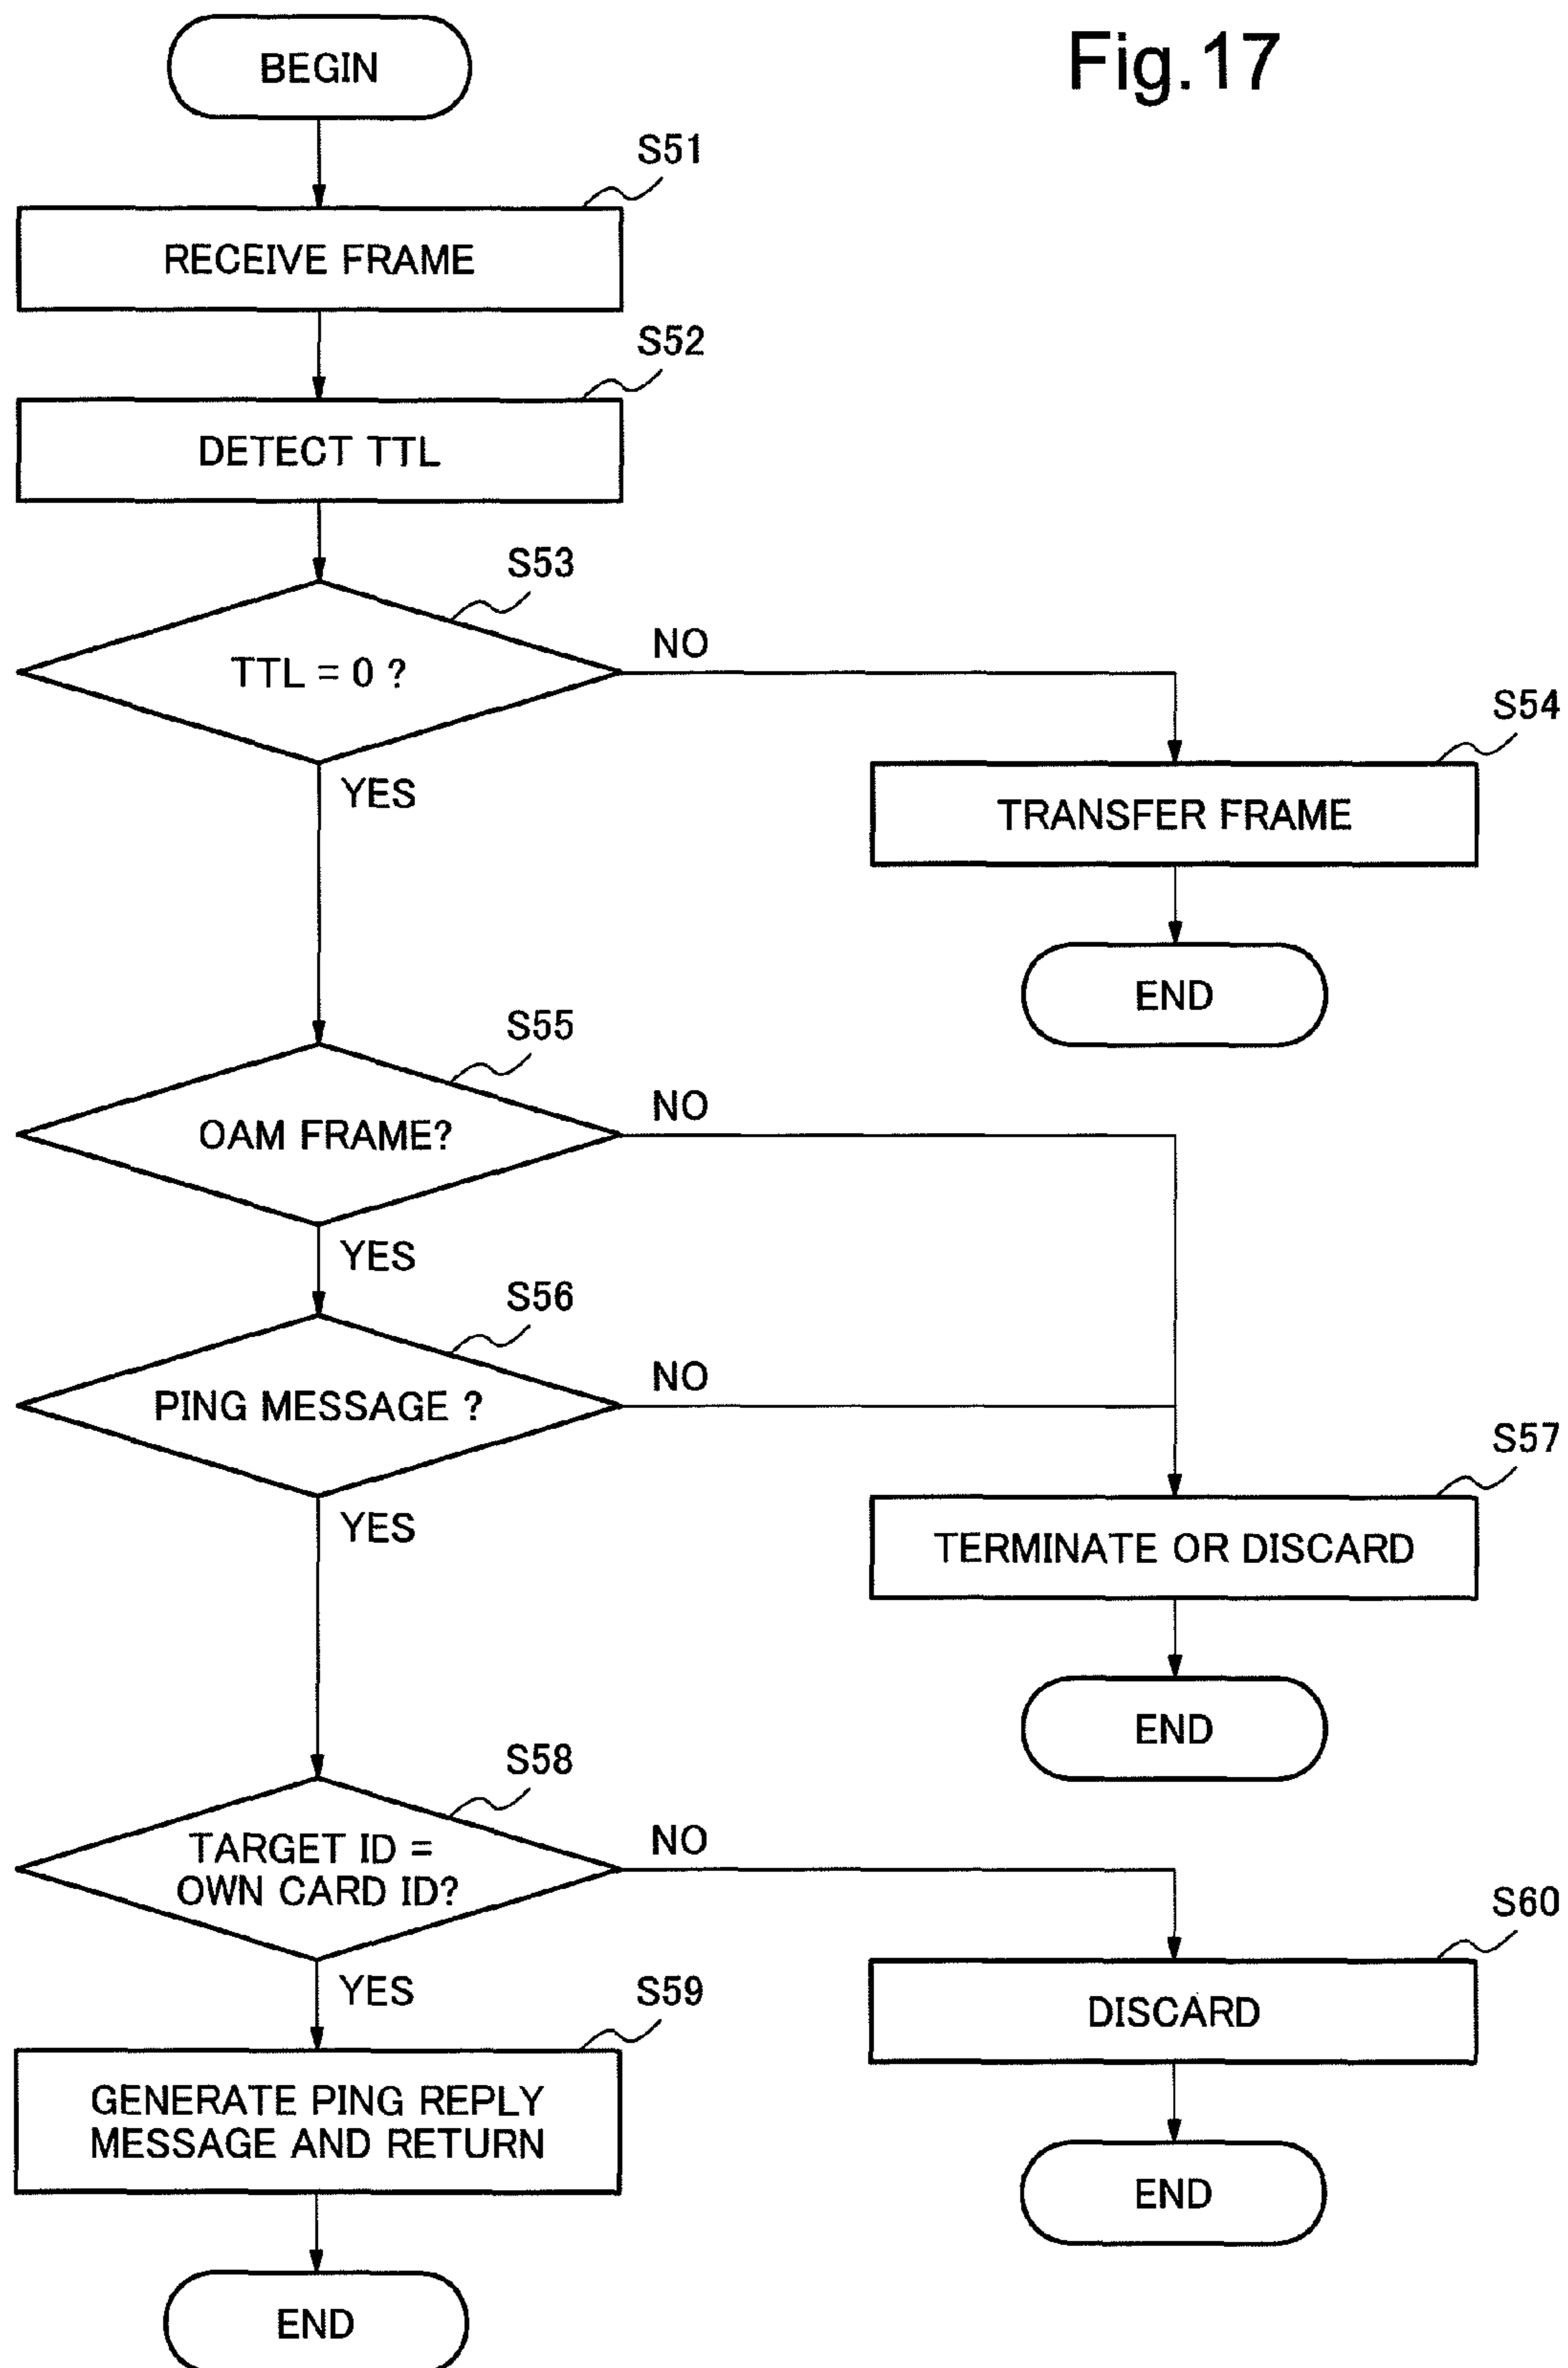 Fig.17
BEGIN
S51
RECEIVE FRAME
S52
DETECT TTL
S53
TTL = 0 ?
NO
YES
S54
TRANSFER FRAME
END
S55
OAM FRAME?
NO
YES
S56
PING MESSAGE ?
NO
YES
S57
TERMINATE OR DISCARD
END
S58
TARGET ID =
OWN CARD ID?
NO
YES
S60
DISCARD
END
S59
GENERATE PING REPLY
MESSAGE AND RETURN
END